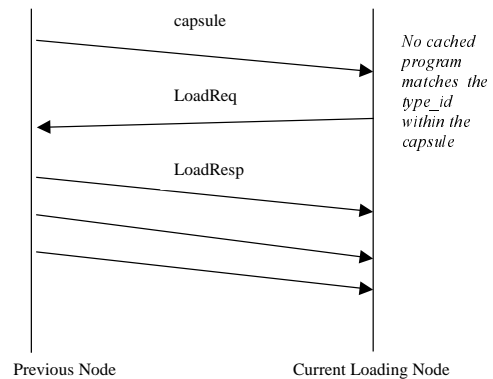 capsule
No cached
program
matches the
type_id
within the
capsule
LoadReq
LoadResp
Previous Node
Current Loading Node